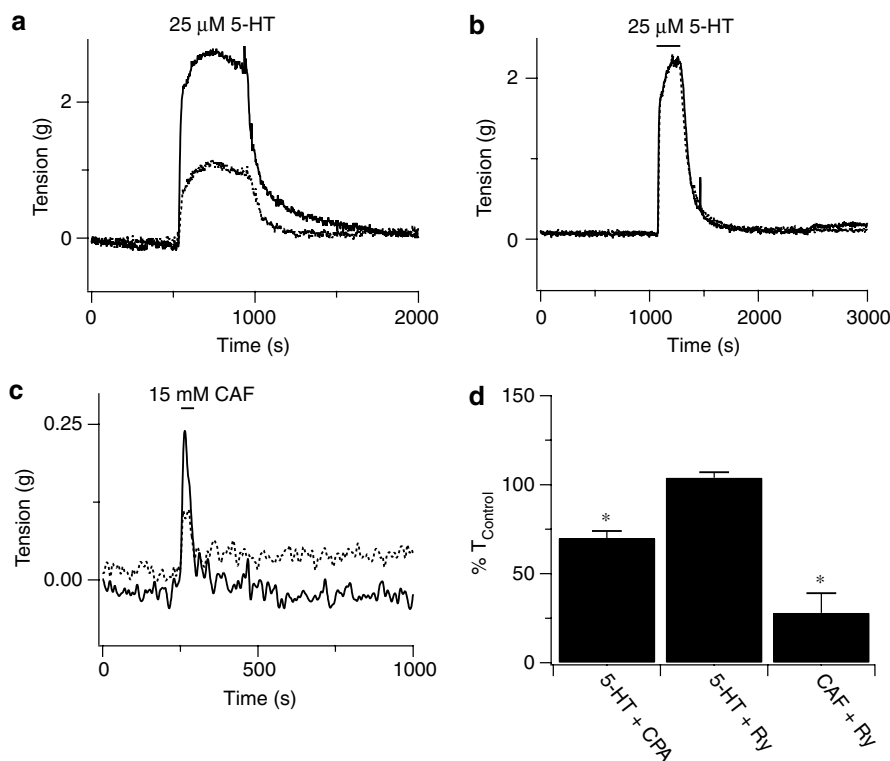 a
25 μM 5-HT
Tension (g)
2
0
0
1000
2000
Time (s)
b
25 μM 5-HT
Tension (g)
2
0
0
1000
2000
3000
Time (s)
c
15 mM CAF
Tension (g)
0.25
0.00
0
500
1000
Time (s)
d
% TControl
150
100
50
0
*
*
5-HT + CPA
5-HT + Ry
CAF + Ry